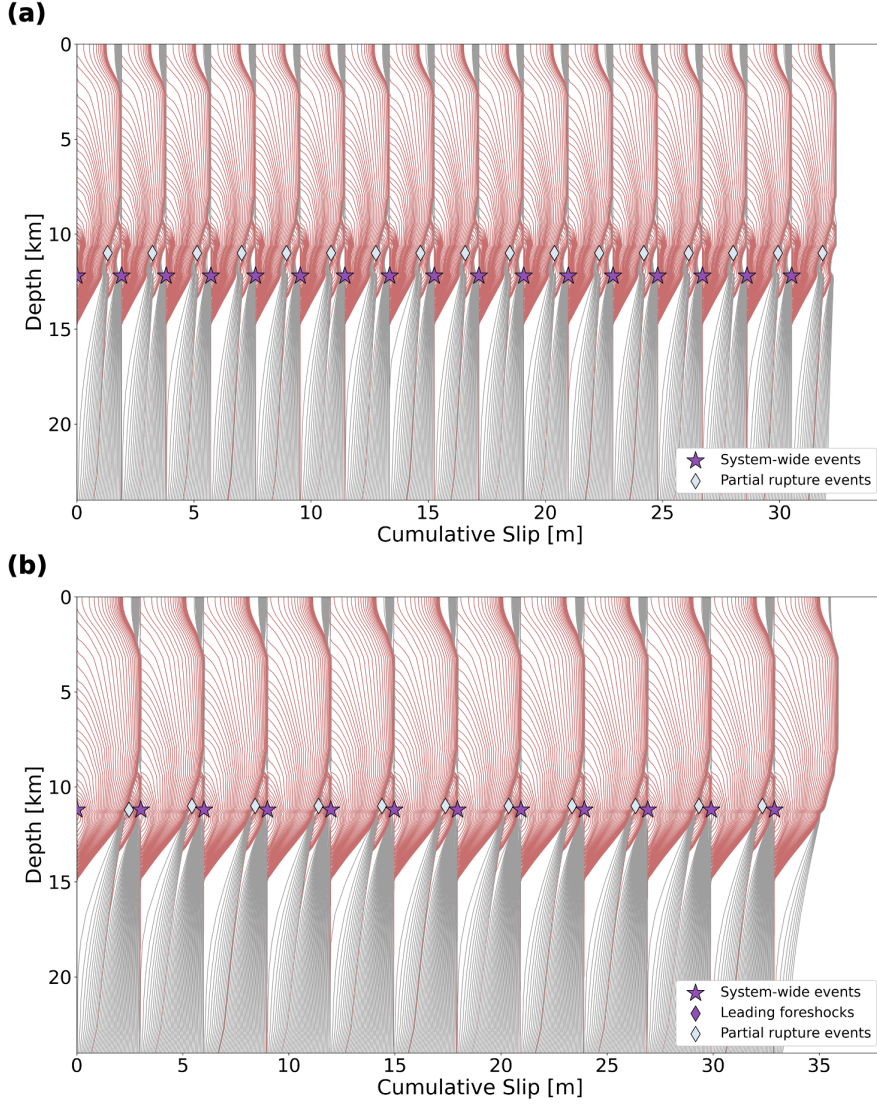 (a)
0
5
10
15
20
Depth [km]
0 5 10 15 20 25 30
Cumulative Slip [m]
System-wide events
Partial rupture events
(b)
0
5
10
15
20
Depth [km]
0 5 10 15 20 25 30 35
Cumulative Slip [m]
System-wide events
Leading foreshocks
Partial rupture events